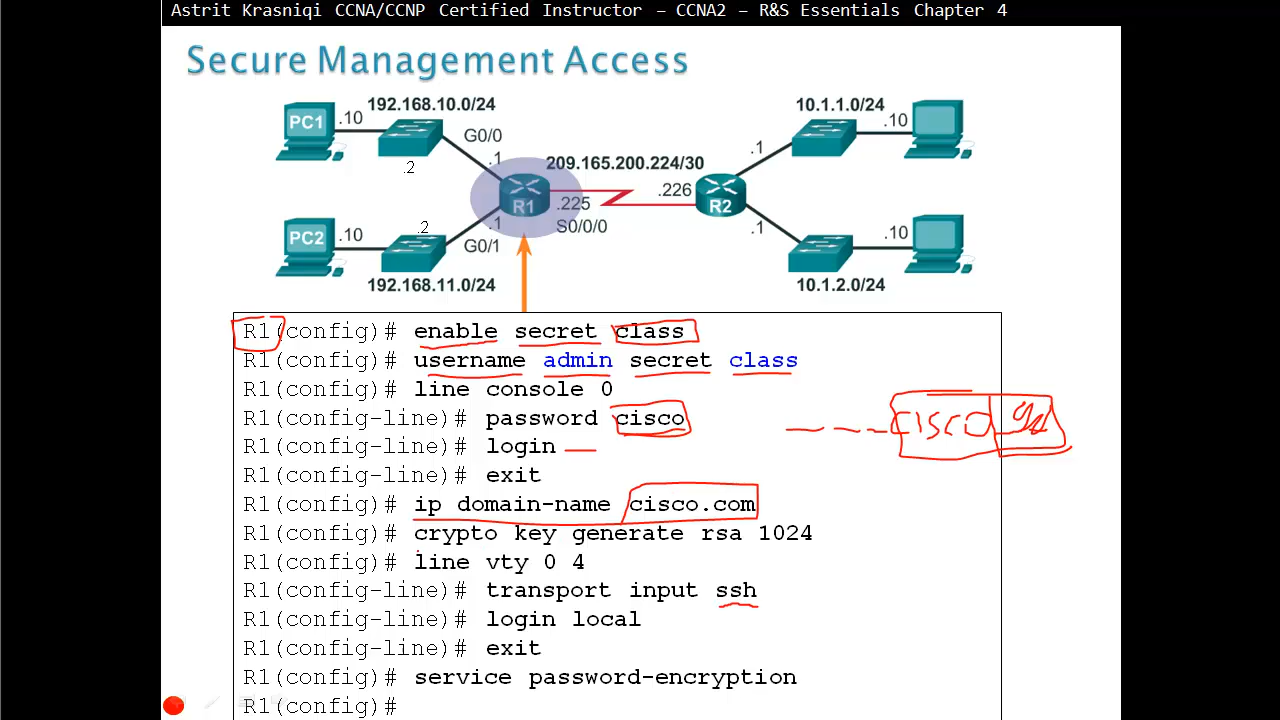 Astrit Krasniqi CCNA/CCNP Certified Instructor – CCNA2 – R&S Essentials Chapter 4
Secure Management Access
192.168.10.0/24
10.1.1.0/24
PC1
.10
G0/0
.10
.2
.1
.1
209.165.200.224/30
R1
.225
.226
R2
PC2
.10
.2
.1
S0/0/0
.1
.10
G0/1
192.168.11.0/24
10.1.2.0/24
R1(config)# enable secret class
R1(config)# username admin secret class
R1(config)# line console 0
R1(config-line)# password cisco
cisco
R1(config-line)# login
R1(config-line)# exit
R1(config)# ip domain-name cisco.com
R1(config)# crypto key generate rsa 1024
R1(config)# line vty 0 4
R1(config-line)# transport input ssh
R1(config-line)# login local
R1(config-line)# exit
R1(config)# service password-encryption
R1(config)#